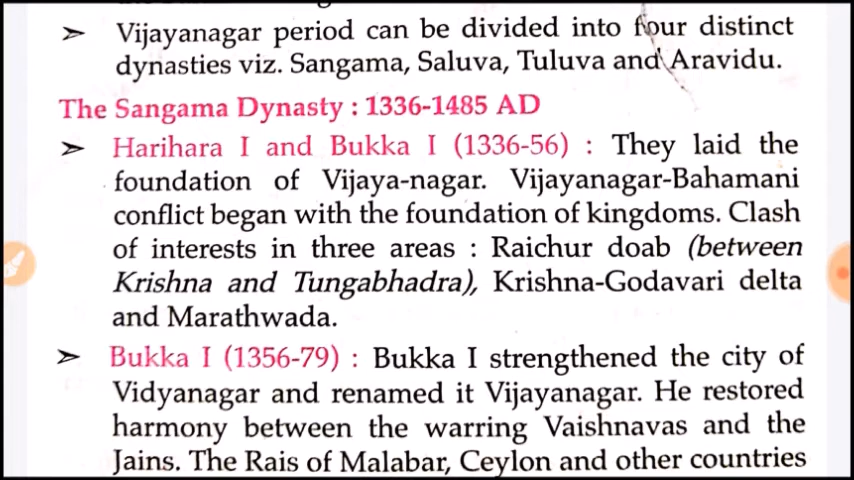 ➢ Vijayanagar period can be divided into four distinct
dynasties viz. Sangama, Saluva, Tuluva and Aravidu.
The Sangama Dynasty : 1336-1485 AD
➢ Harihara I and Bukka I (1336-56) : They laid the
foundation of Vijaya-nagar. Vijayanagar-Bahamani
conflict began with the foundation of kingdoms. Clash
of interests in three areas : Raichur doab (between
Krishna and Tungabhadra), Krishna-Godavari delta
and Marathwada.
➢ Bukka I (1356-79) : Bukka I strengthened the city of
Vidyanagar and renamed it Vijayanagar. He restored
harmony between the warring Vaishnavas and the
Jains. The Rais of Malabar, Ceylon and other countries